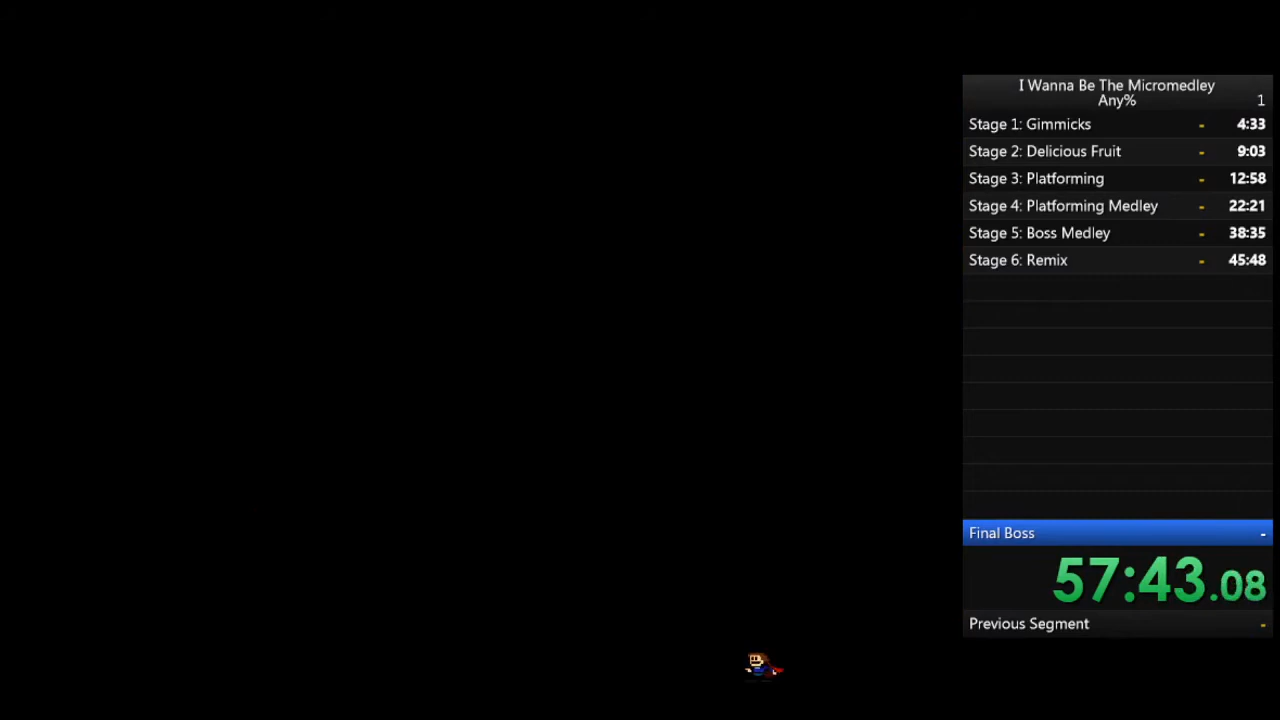 I Wanna Be The Micromedley
Any% 1
Stage 1: Gimmicks - 4:33
Stage 2: Delicious Fruit - 9:03
Stage 3: Platforming - 12:58
Stage 4: Platforming Medley - 22:21
Stage 5: Boss Medley - 38:35
Stage 6: Remix - 45:48
Final Boss -
57:43.08
Previous Segment -